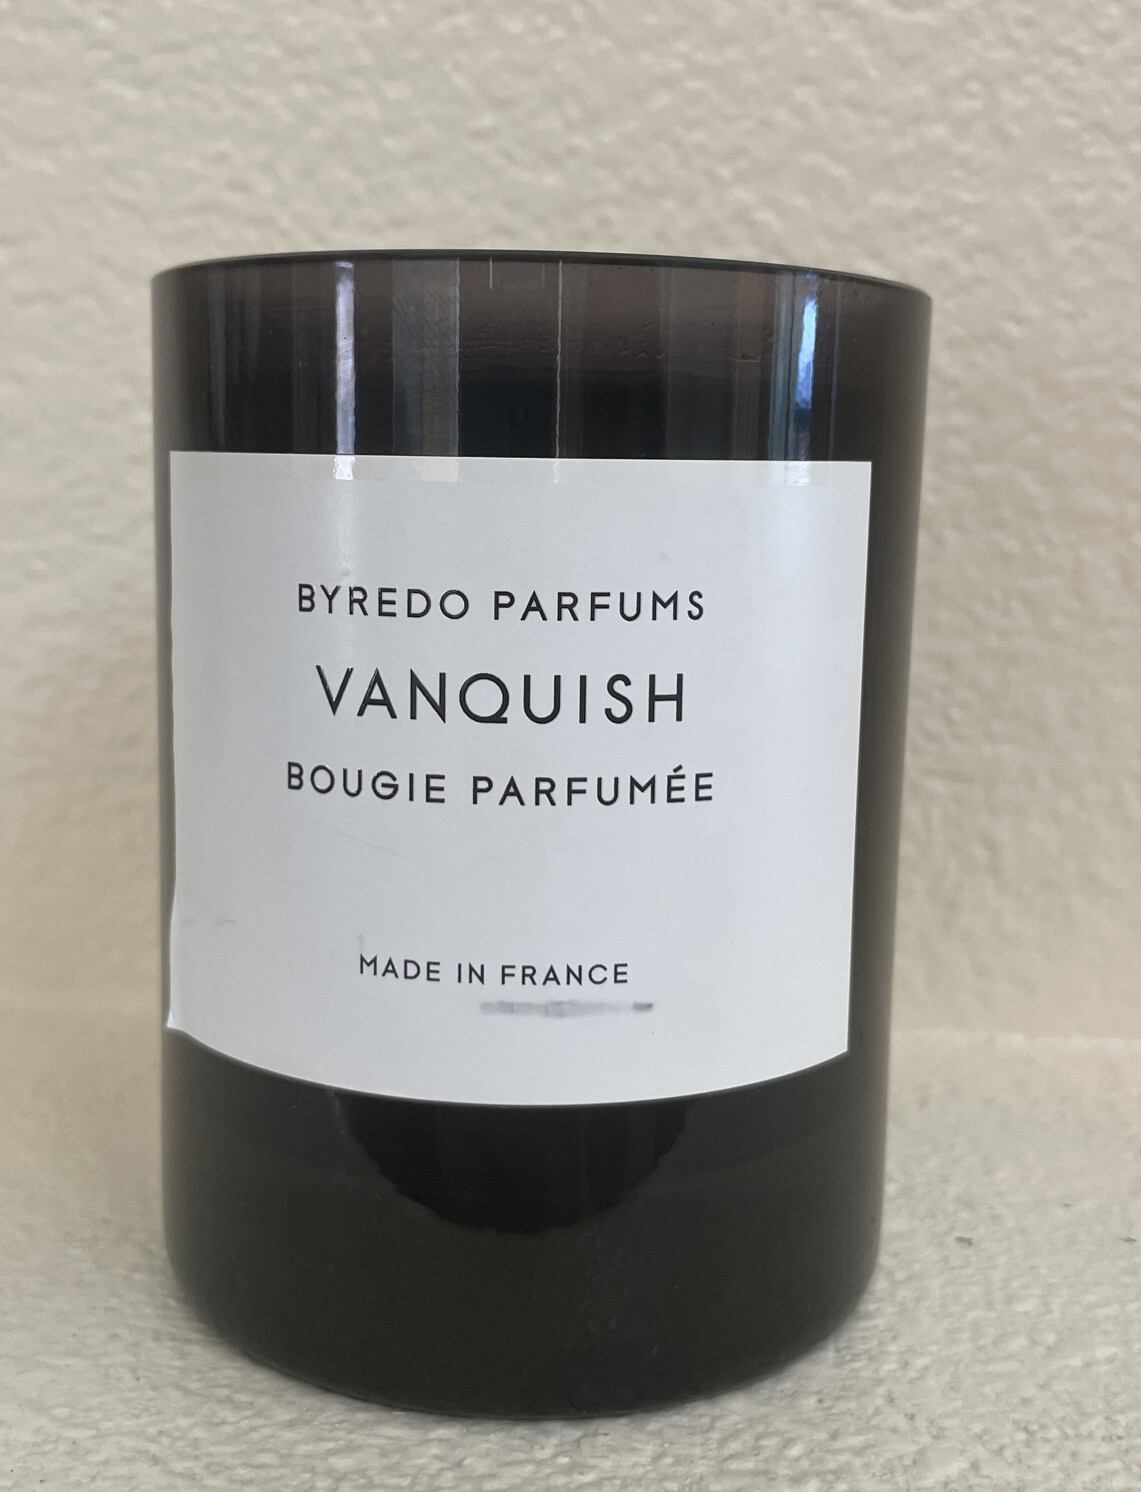 BYREDO PARFUMS
VANQUISH
BOUGIE PARFUMÉE
MADE IN FRANCE